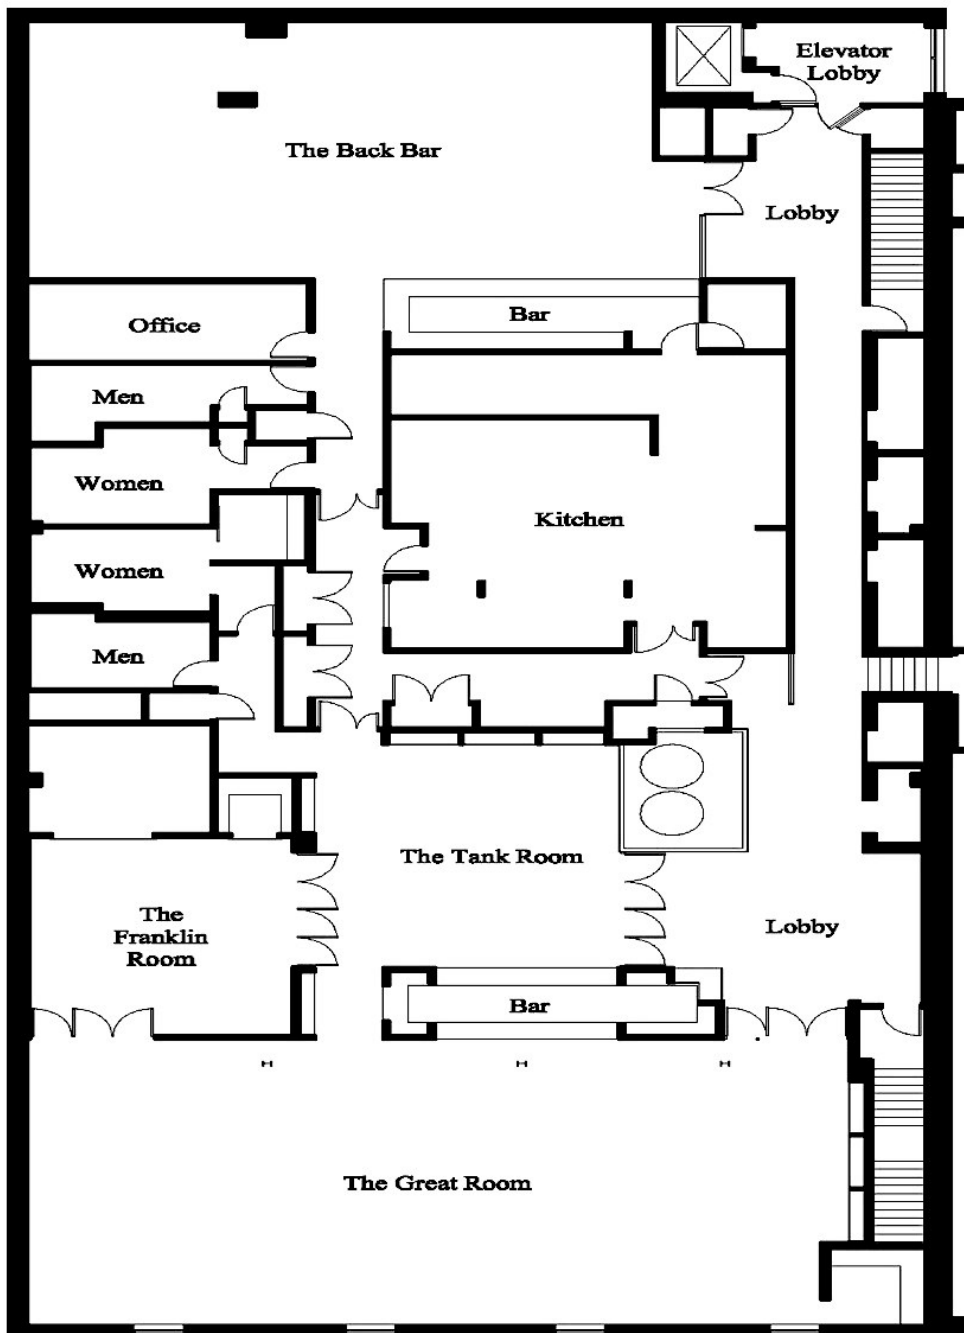 Elevator
Lobby
The Back Bar
Lobby
Bar
Office
Men
Women
Kitchen
Women
Men
The Tank Room
The
Franklin
Room
Lobby
Bar
The Great Room